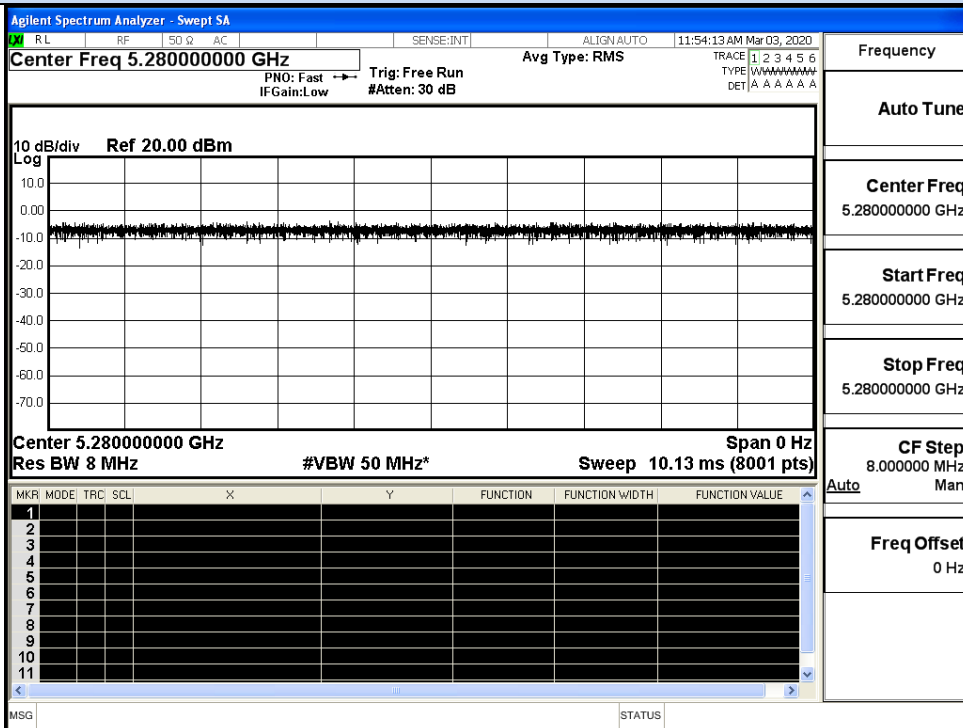 Agilent Spectrum Analyzer - Swept SA
LXI RL RF 50 Ω AC SENSE:INT ALIGN AUTO 11:54:13 AM Mar 03, 2020
Center Freq 5.280000000 GHz
Avg Type: RMS
TRACE 1 2 3 4 5 6
PNO: Fast Trig: Free Run
TYPE
IFGain:Low #Atten: 30 dB
DET A A A A A A
10 dB/div Ref 20.00 dBm
Log
10.0
0.00
-10.0
-20.0
-30.0
-40.0
-50.0
-60.0
-70.0
Center 5.280000000 GHz Span 0 Hz
Res BW 8 MHz #VBW 50 MHz* Sweep 10.13 ms (8001 pts)
MKR MODE TRC SCL X Y FUNCTION FUNCTION WIDTH FUNCTION VALUE
1
2
3
4
5
6
7
8
9
10
11
MSG STATUS
Frequency
Auto Tune
Center Freq
5.280000000 GHz
Start Freq
5.280000000 GHz
Stop Freq
5.280000000 GHz
CF Step
8.000000 MHz
Auto Man
Freq Offset
0 Hz